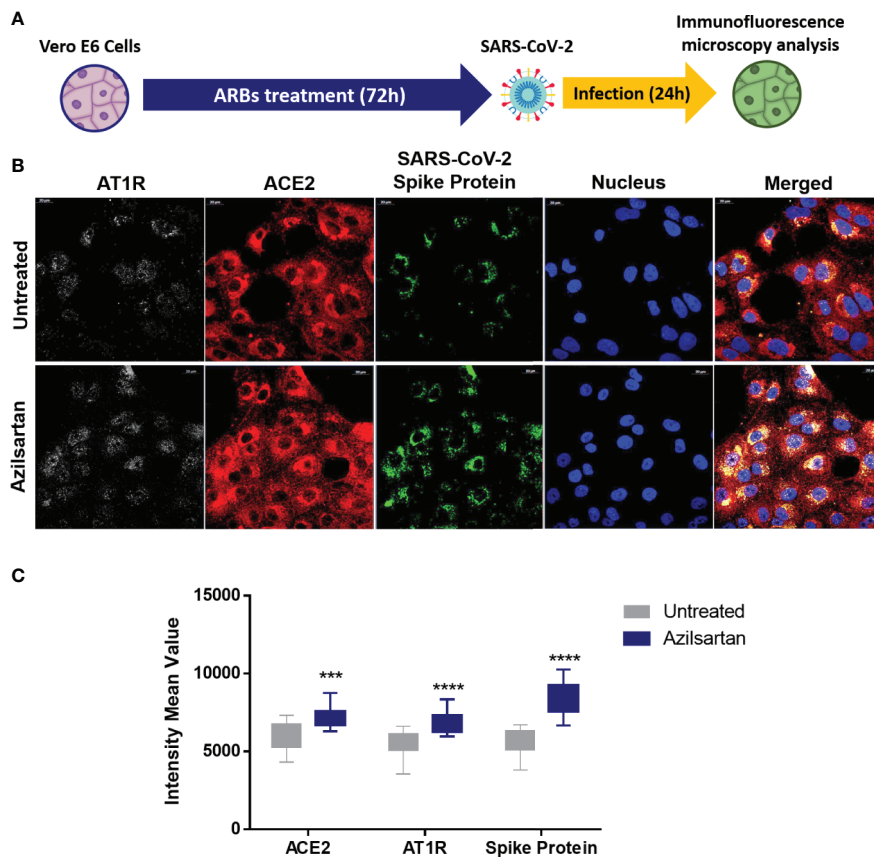 A
Vero E6 Cells
ARBs treatment (72h)
SARS-CoV-2
Infection (24h)
Immunofluorescence
microscopy analysis
B
AT1R
ACE2
SARS-CoV-2
Spike Protein
Nucleus
Merged
Untreated
Azilsartan
C
Intensity Mean Value
15000
10000
5000
0
***
****
****
ACE2
AT1R
Spike Protein
Untreated
Azilsartan